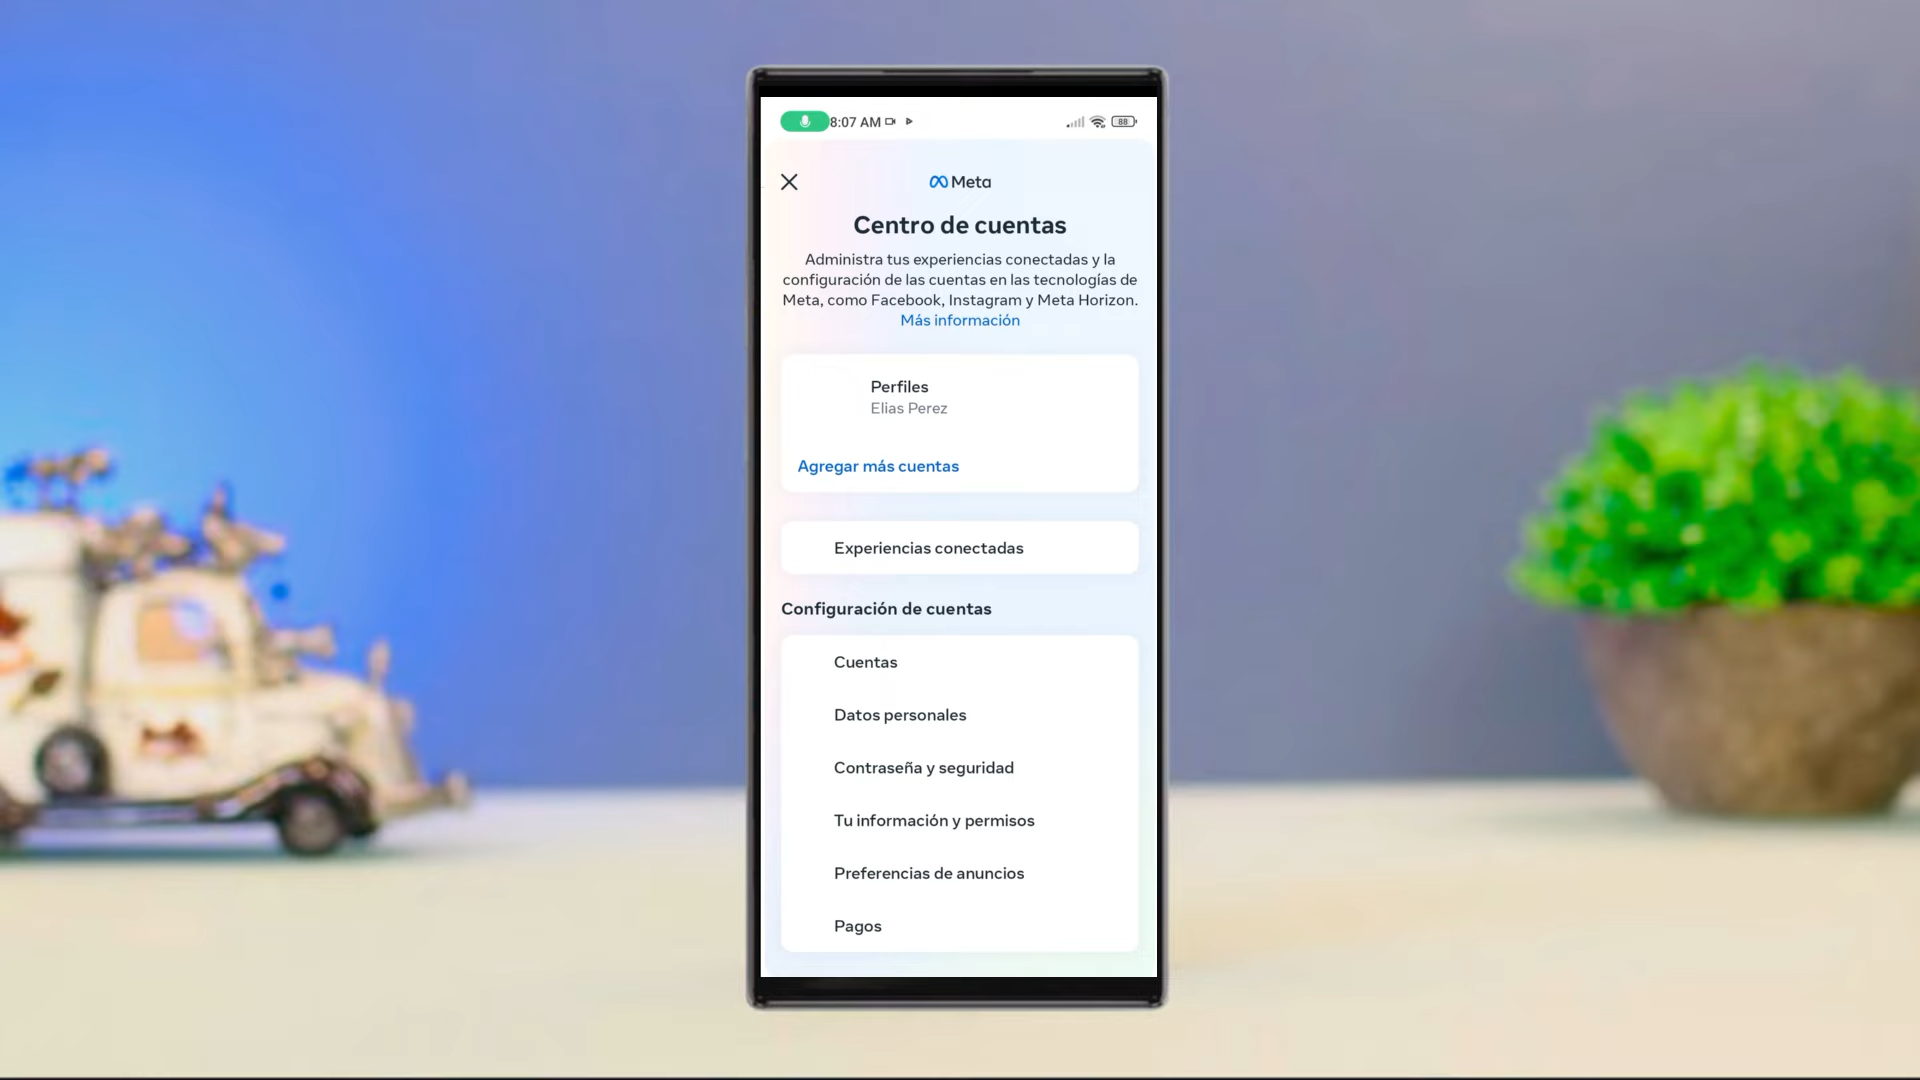 8:07 AM
88
Meta
Centro de cuentas
Administra tus experiencias conectadas y la
configuración de las cuentas en las tecnologías de
Meta, como Facebook, Instagram y Meta Horizon.
Más información
Perfiles
Elias Perez
Agregar más cuentas
Experiencias conectadas
Configuración de cuentas
Cuentas
Datos personales
Contraseña y seguridad
Tu información y permisos
Preferencias de anuncios
Pagos